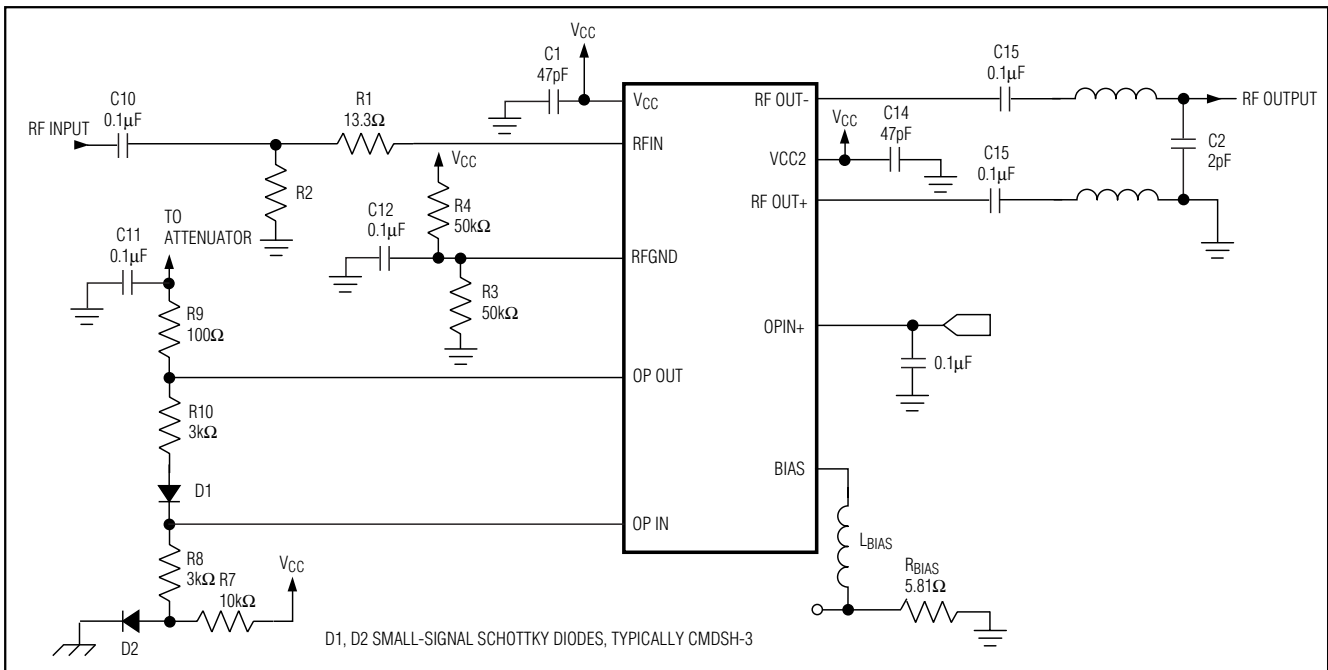 C10
0.1µF
RF INPUT
R1
13.3Ω
R2
C1
47pF
VCC
VCC
RFIN
VCC
R4
50kΩ
C12
0.1µF
RFGND
R3
50kΩ
TO
ATTENUATOR
C11
0.1µF
R9
100Ω
OP OUT
R10
3kΩ
D1
OP IN
R8
3kΩ
R7
10kΩ
VCC
D2
RF OUT-
C15
0.1µF
RF OUTPUT
VCC
C14
47pF
VCC2
C2
2pF
C15
0.1µF
RF OUT+
OPIN+
0.1µF
BIAS
LBIAS
RBIAS
5.81Ω
D1, D2 SMALL-SIGNAL SCHOTTKY DIODES, TYPICALLY CMDSH-3